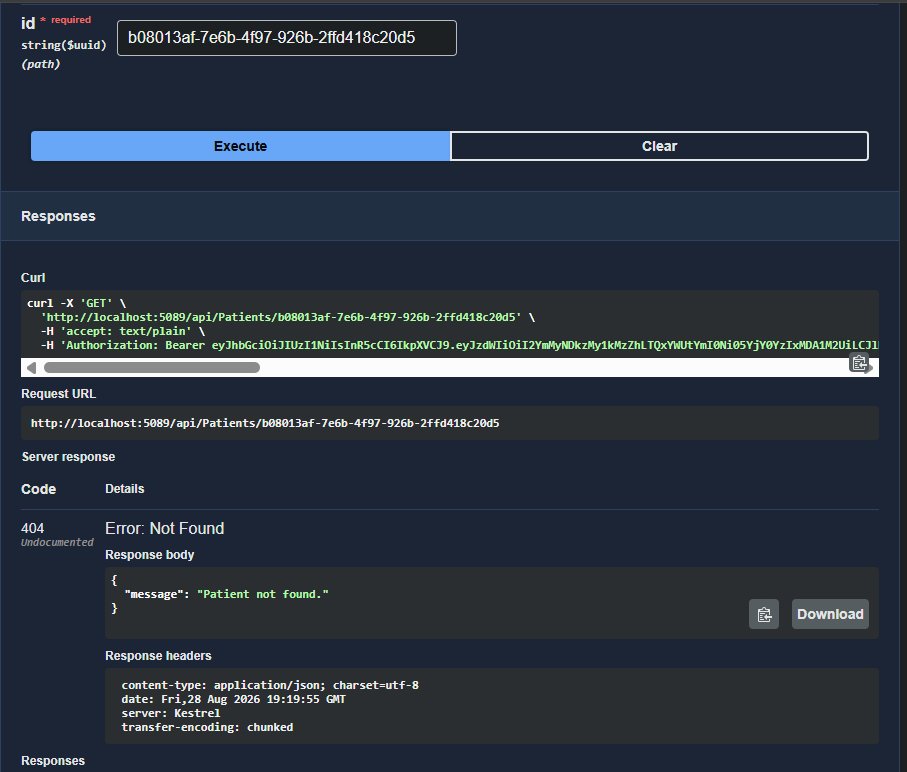 id * required
string($uuid)
(path)
b08013af-7e6b-4f97-926b-2ffd418c20d5
Execute
Clear
Responses
Curl
curl -X 'GET' \
'http://localhost:5089/api/Patients/b08013af-7e6b-4f97-926b-2ffd418c20d5' \
-H 'accept: text/plain' \
-H 'Authorization: Bearer
Request URL
http://localhost:5089/api/Patients/b08013af-7e6b-4f97-926b-2ffd418c20d5
Server response
Code
Details
404
Undocumented
Error: Not Found
Response body
{
"message": "Patient not found."
}
Download
Response headers
content-type: application/json; charset=utf-8
date: Fri,28 Aug 2026 19:19:55 GMT
server: Kestrel
transfer-encoding: chunked
Responses